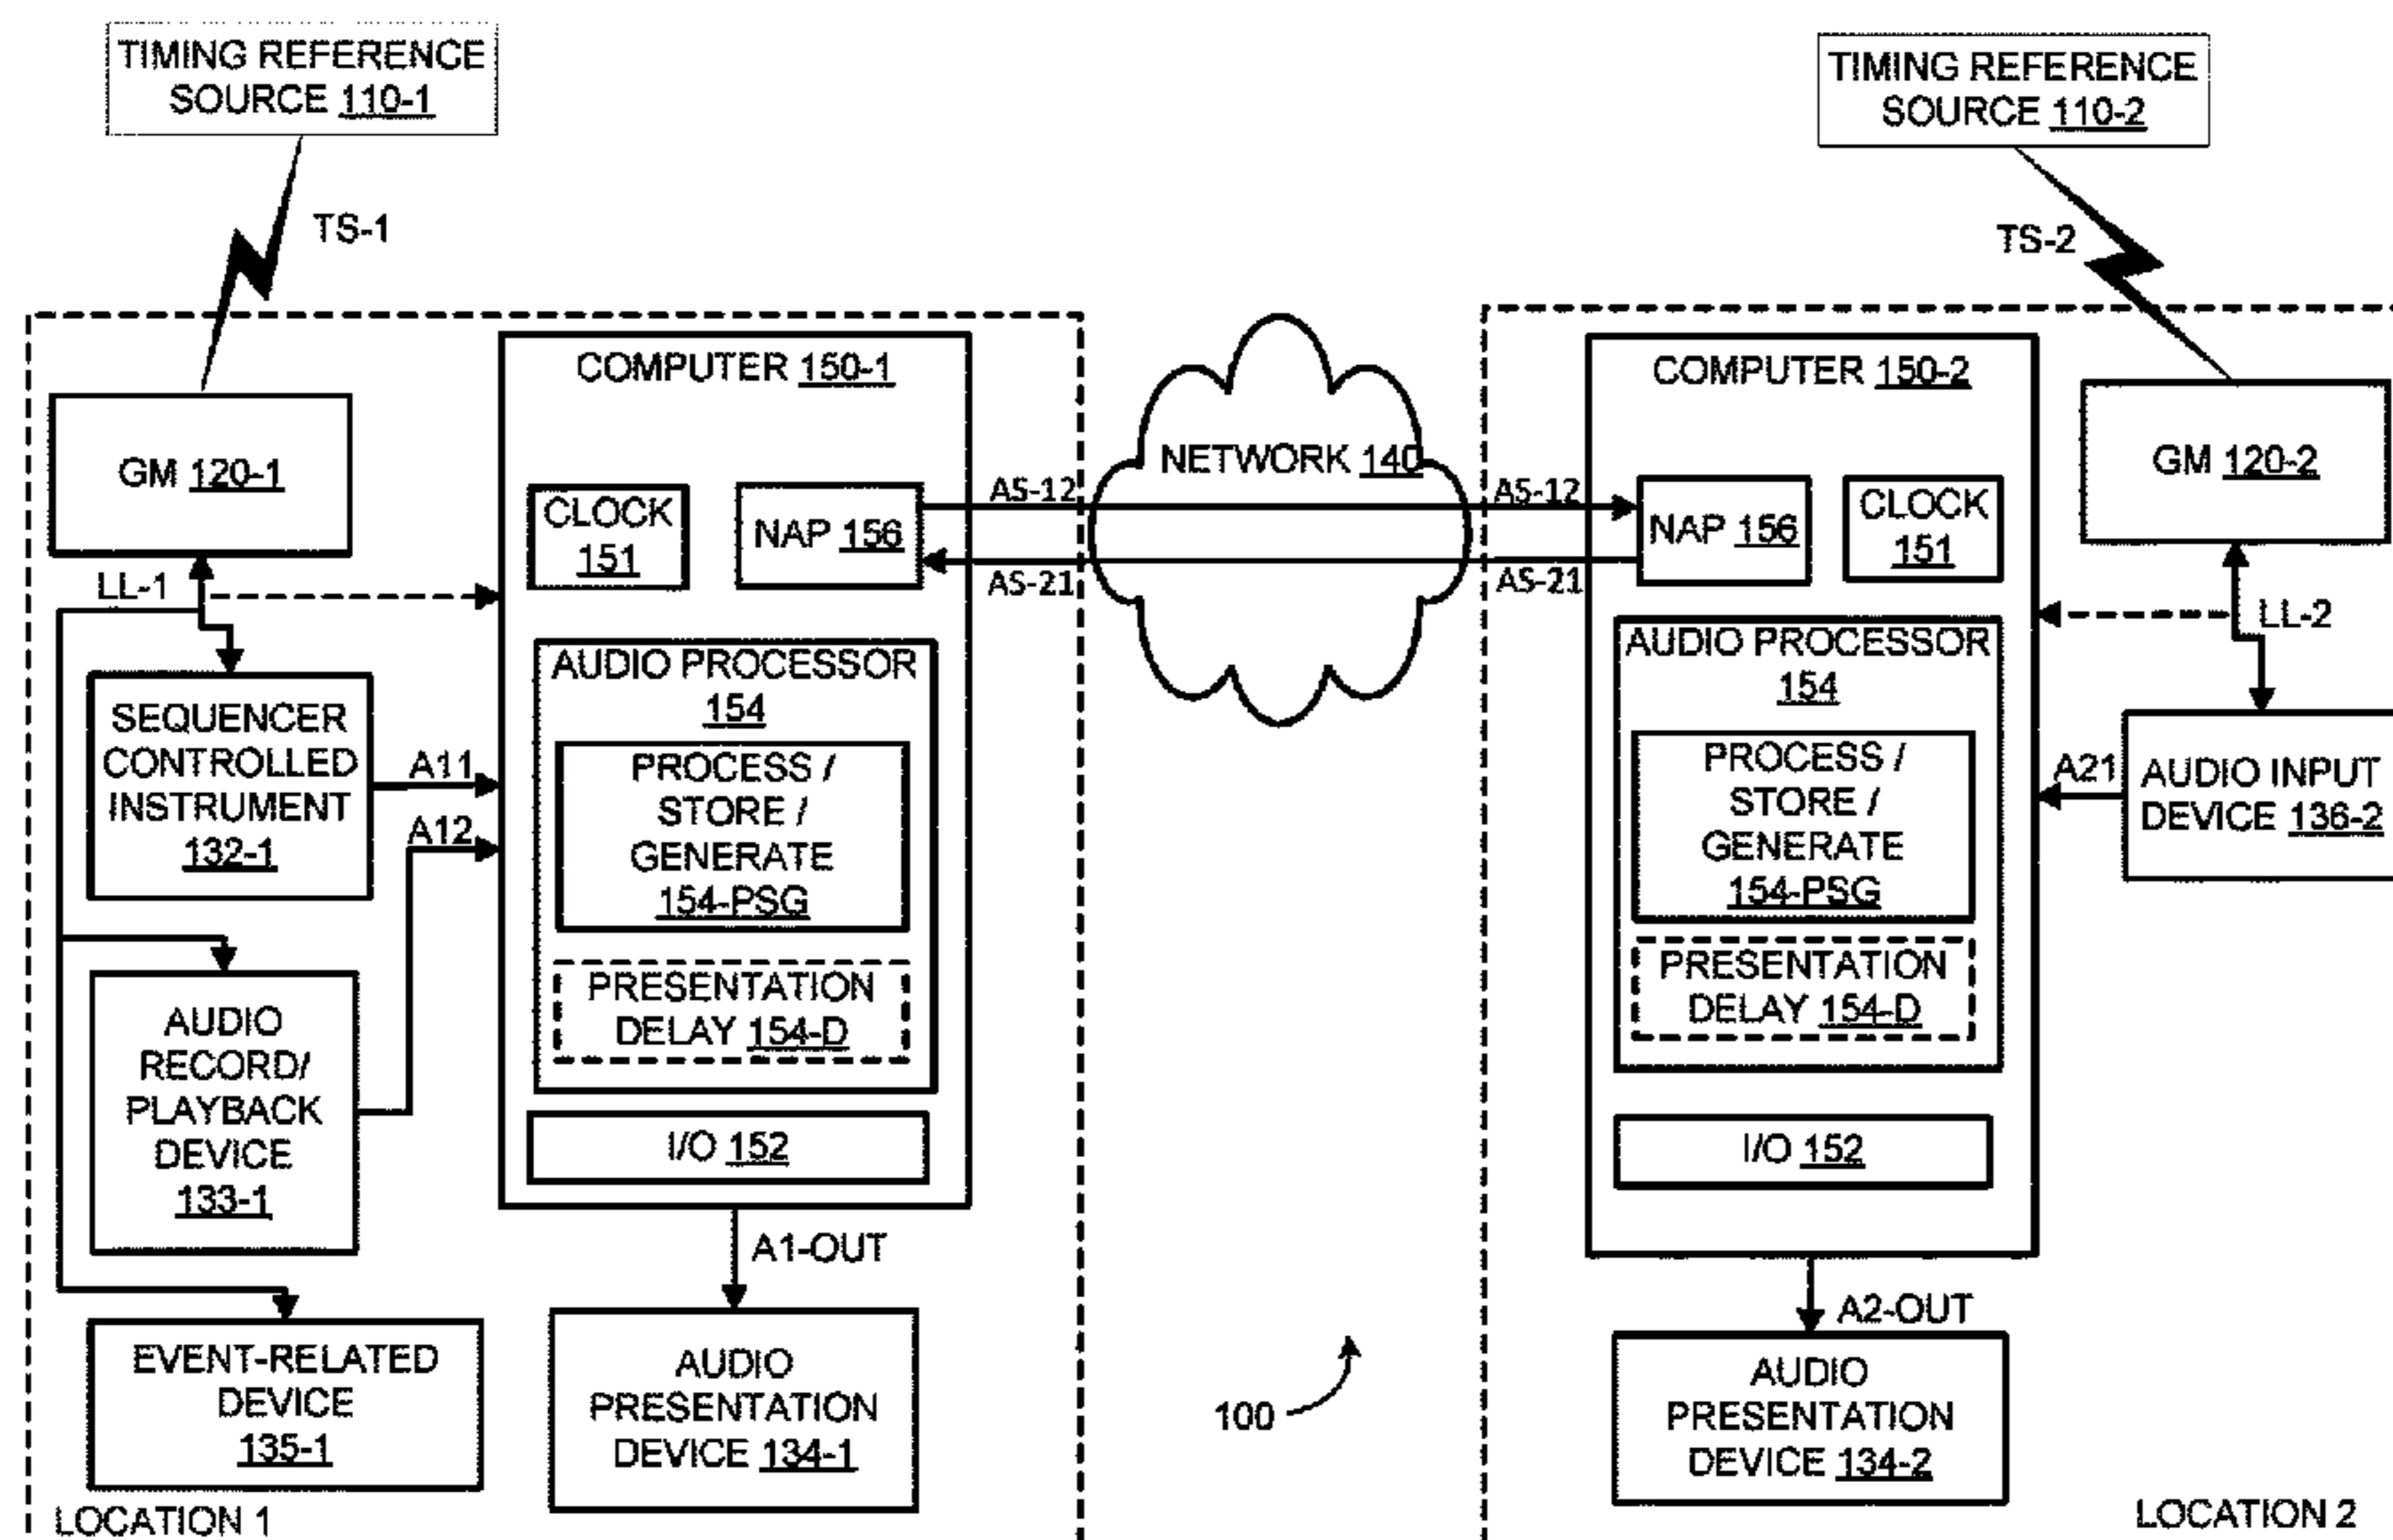 TIMING REFERENCE
SOURCE 110-1
TS-1
TIMING REFERENCE
SOURCE 110-2
TS-2
GM 120-1
LL-1
SEQUENCER
CONTROLLED
INSTRUMENT
132-1
A11
A12
AUDIO
RECORD/
PLAYBACK
DEVICE
133-1
EVENT-RELATED
DEVICE
135-1
LOCATION 1
COMPUTER 150-1
CLOCK
151
NAP 156
AUDIO PROCESSOR
154
PROCESS /
STORE /
GENERATE
154-PSG
PRESENTATION
DELAY 154-D
I/O 152
A1-OUT
AUDIO
PRESENTATION
DEVICE 134-1
AS-12
AS-21
NETWORK 140
AS-12
AS-21
100
COMPUTER 150-2
NAP 156
CLOCK
151
AUDIO PROCESSOR
154
PROCESS /
STORE /
GENERATE
154-PSG
PRESENTATION
DELAY 154-D
I/O 152
A2-OUT
AUDIO
PRESENTATION
DEVICE 134-2
GM 120-2
LL-2
A21
AUDIO INPUT
DEVICE 136-2
LOCATION 2